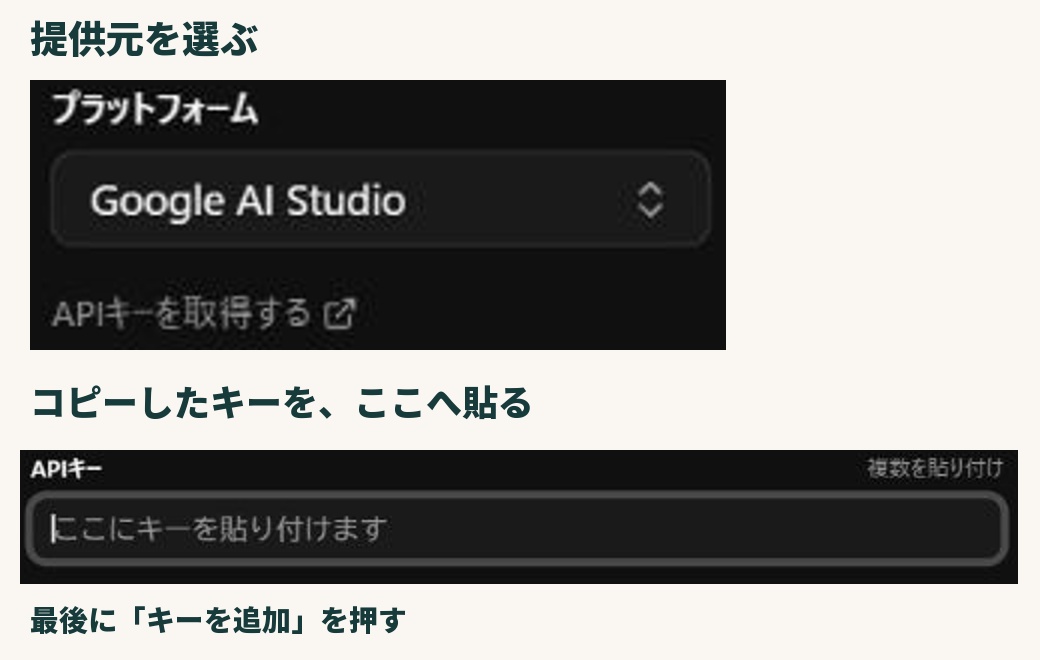 提供元を選ぶ
プラットフォーム
Google AI Studio
APIキーを取得する
コピーしたキーを、ここへ貼る
APIキー
複数を貼り付け
ここにキーを貼り付けます
最後に「キーを追加」を押す